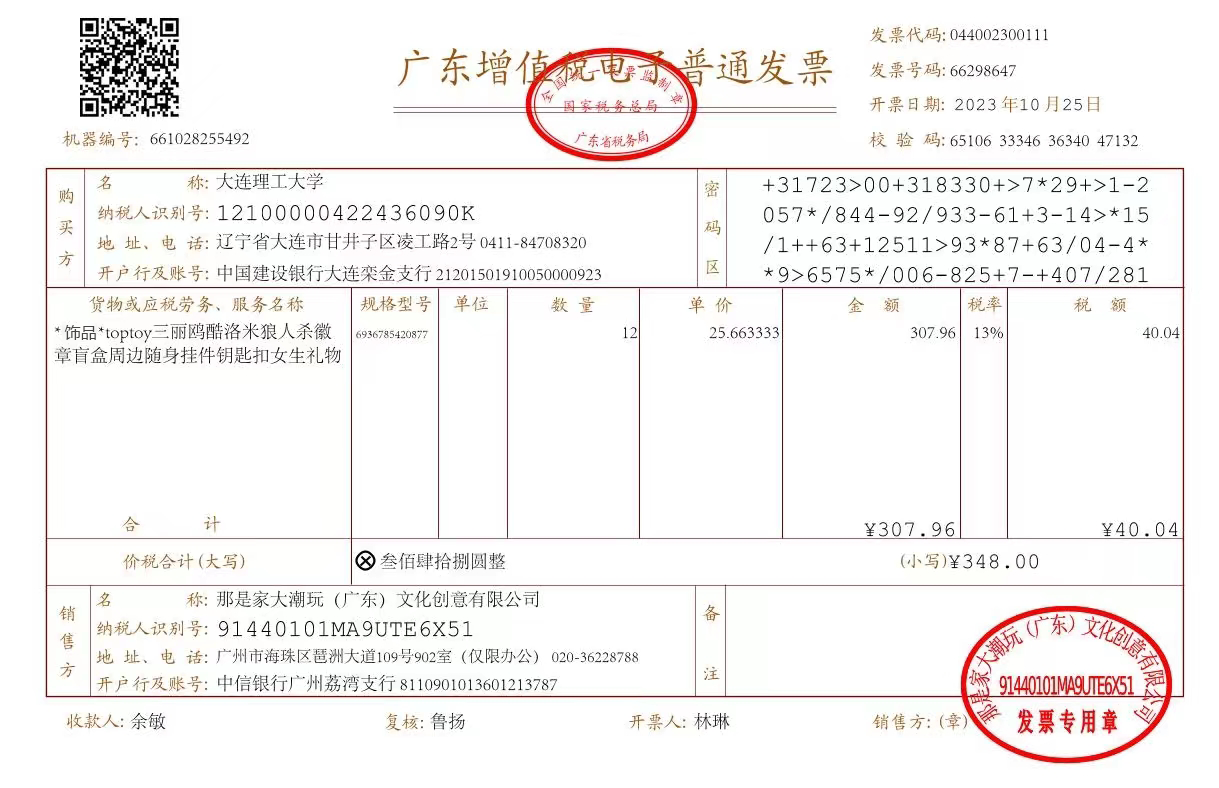 广东增值税电子普通发票
全国统一发票监制章
国家税务总局
广东省税务局
发票代码: 044002300111
发票号码: 66298647
开票日期: 2023 年10 月25日
机器编号: 661028255492
校 验 码: 65106 33346 36340 47132
购买方
名 称: 大连理工大学
纳税人识别号: 12100000422436090K
地 址、电 话: 辽宁省大连市甘井子区凌工路2号 0411-84708320
开户行及账号: 中国建设银行大连栾金支行 21201501910050000923
密码区
+31723>00+318330+>7*29+>1-2
057*/844-92/933-61+3-14>*15
/1++63+12511>93*87+63/04-4*
*9>6575*/006-825+7-+407/281
货物或应税劳务、服务名称 规格型号 单位 数 量 单 价 金 额 税率 税 额
*饰品*toptoy三丽鸥酷洛米狼人杀徽 6936785420877 12 25.663333 307.96 13% 40.04
章盲盒周边随身挂件钥匙扣女生礼物
合 计 ¥307.96 ¥40.04
价税合计(大写) ⊗ 叁佰肆拾捌圆整 (小写)¥348.00
销售方
名 称: 那是家大潮玩（广东）文化创意有限公司
纳税人识别号: 91440101MA9UTE6X51
地 址、电 话: 广州市海珠区琶洲大道109号902室（仅限办公） 020-36228788
开户行及账号: 中信银行广州荔湾支行 8110901013601213787
备注
那是家大潮玩（广东）文化创意有限公司
91440101MA9UTE6X51
发票专用章
收款人: 余敏 复核: 鲁扬 开票人: 林琳 销售方: (章)